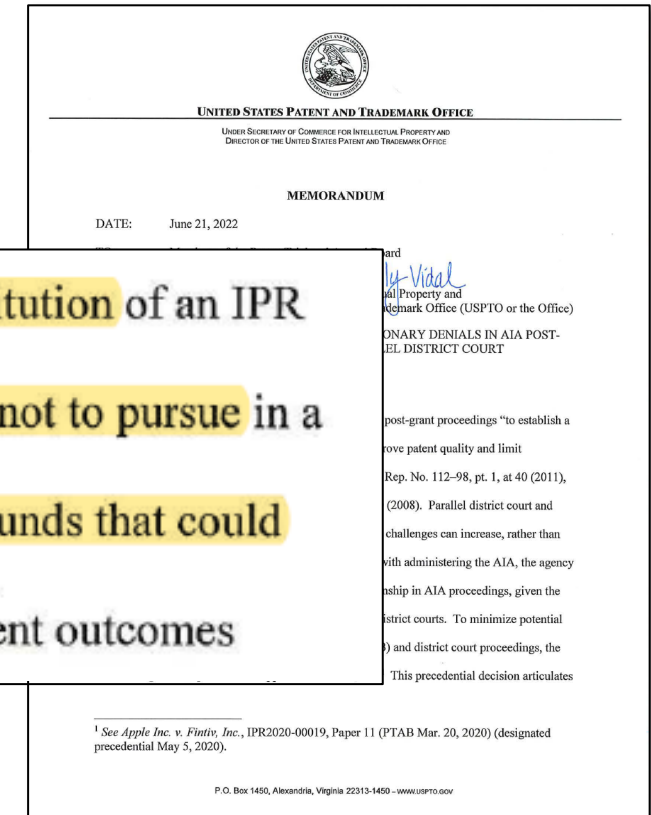 UNITED STATES PATENT AND TRADEMARK OFFICE
UNDER SECRETARY OF COMMERCE FOR INTELLECTUAL PROPERTY AND
DIRECTOR OF THE UNITED STATES PATENT AND TRADEMARK OFFICE
MEMORANDUM
DATE: June 21, 2022
ard
ly Vidal
al Property and
demark Office (USPTO or the Office)
ONARY DENIALS IN AIA POST-
EL DISTRICT COURT
tution of an IPR
not to pursue in a
unds that could
ent outcomes
post-grant proceedings “to establish a
rove patent quality and limit
Rep. No. 112–98, pt. 1, at 40 (2011),
(2008). Parallel district court and
challenges can increase, rather than
with administering the AIA, the agency
nship in AIA proceedings, given the
istrict courts. To minimize potential
) and district court proceedings, the
This precedential decision articulates
1 See Apple Inc. v. Fintiv, Inc., IPR2020-00019, Paper 11 (PTAB Mar. 20, 2020) (designated
precedential May 5, 2020).
P.O. Box 1450, Alexandria, Virginia 22313-1450 – WWW.USPTO.GOV